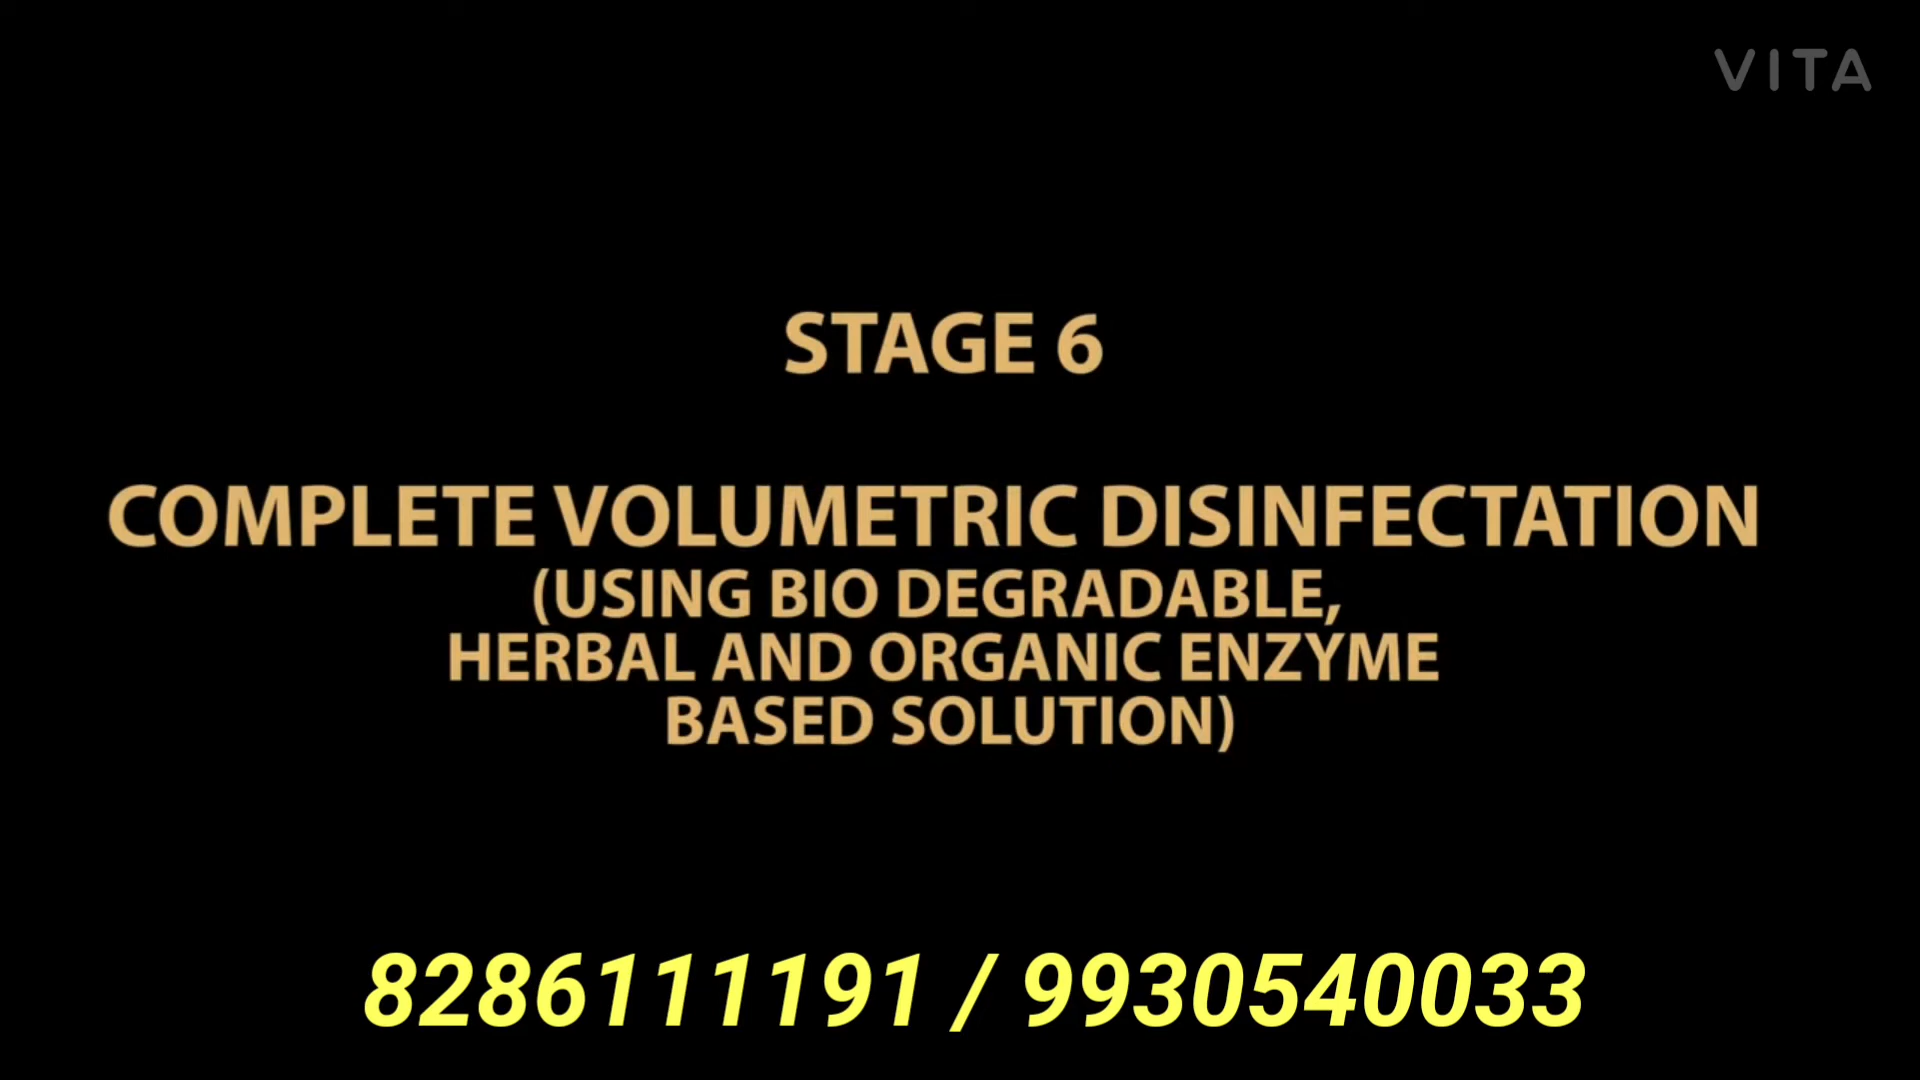 VITA
STAGE 6
COMPLETE VOLUMETRIC DISINFECTATION
(USING BIO DEGRADABLE,
HERBAL AND ORGANIC ENZYME
BASED SOLUTION)
8286111191 / 9930540033